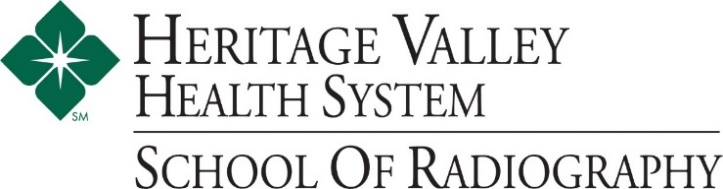 HERITAGE VALLEY
HEALTH SYSTEM
SM
SCHOOL OF RADIOGRAPHY